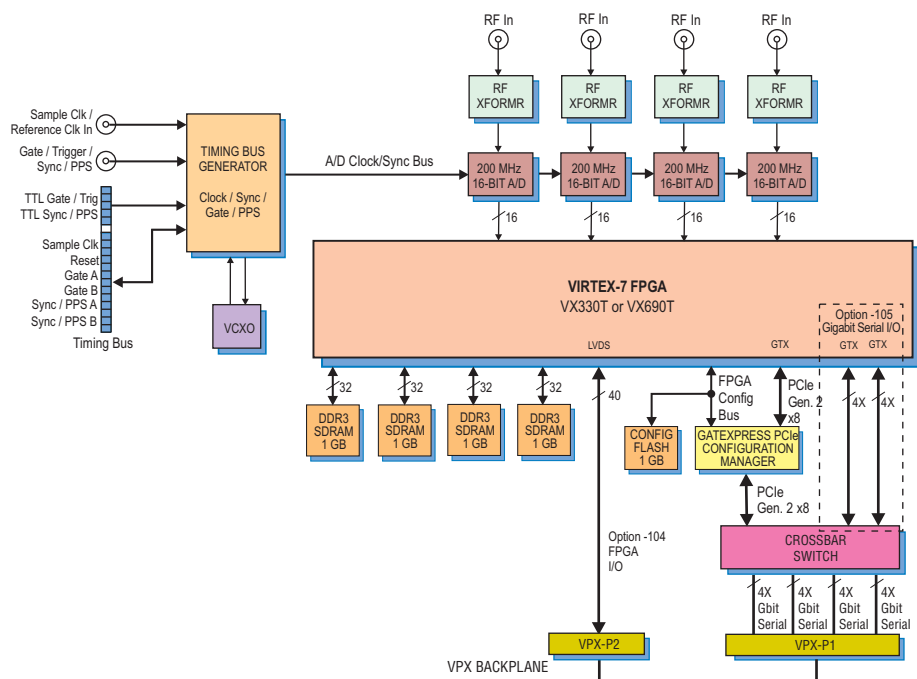 RF In
RF In
RF In
RF In
RF
XFORMR
RF
XFORMR
RF
XFORMR
RF
XFORMR
Sample Clk /
Reference Clk In
Gate / Trigger /
Sync / PPS
TTL Gate / Trig
TTL Sync / PPS
Sample Clk
Reset
Gate A
Gate B
Sync / PPS A
Sync / PPS B
Timing Bus
TIMING BUS
GENERATOR
Clock / Sync /
Gate / PPS
VCXO
A/D Clock/Sync Bus
200 MHz
16-BIT A/D
200 MHz
16-BIT A/D
200 MHz
16-BIT A/D
200 MHz
16-BIT A/D
16
16
16
16
VIRTEX-7 FPGA
VX330T or VX690T
LVDS
GTX
Option -105
Gigabit Serial I/O
GTX
GTX
32
32
32
32
40
DDR3
SDRAM
1 GB
DDR3
SDRAM
1 GB
DDR3
SDRAM
1 GB
DDR3
SDRAM
1 GB
FPGA
Config
Bus
PCIe
Gen. 2
x8
4X
4X
CONFIG
FLASH
1 GB
GATEXPRESS PCIe
CONFIGURATION
MANAGER
PCIe
Gen. 2 x8
Option -104
FPGA
I/O
CROSSBAR
SWITCH
4X
Gbit
Serial
4X
Gbit
Serial
4X
Gbit
Serial
4X
Gbit
Serial
VPX-P2
VPX-P1
VPX BACKPLANE